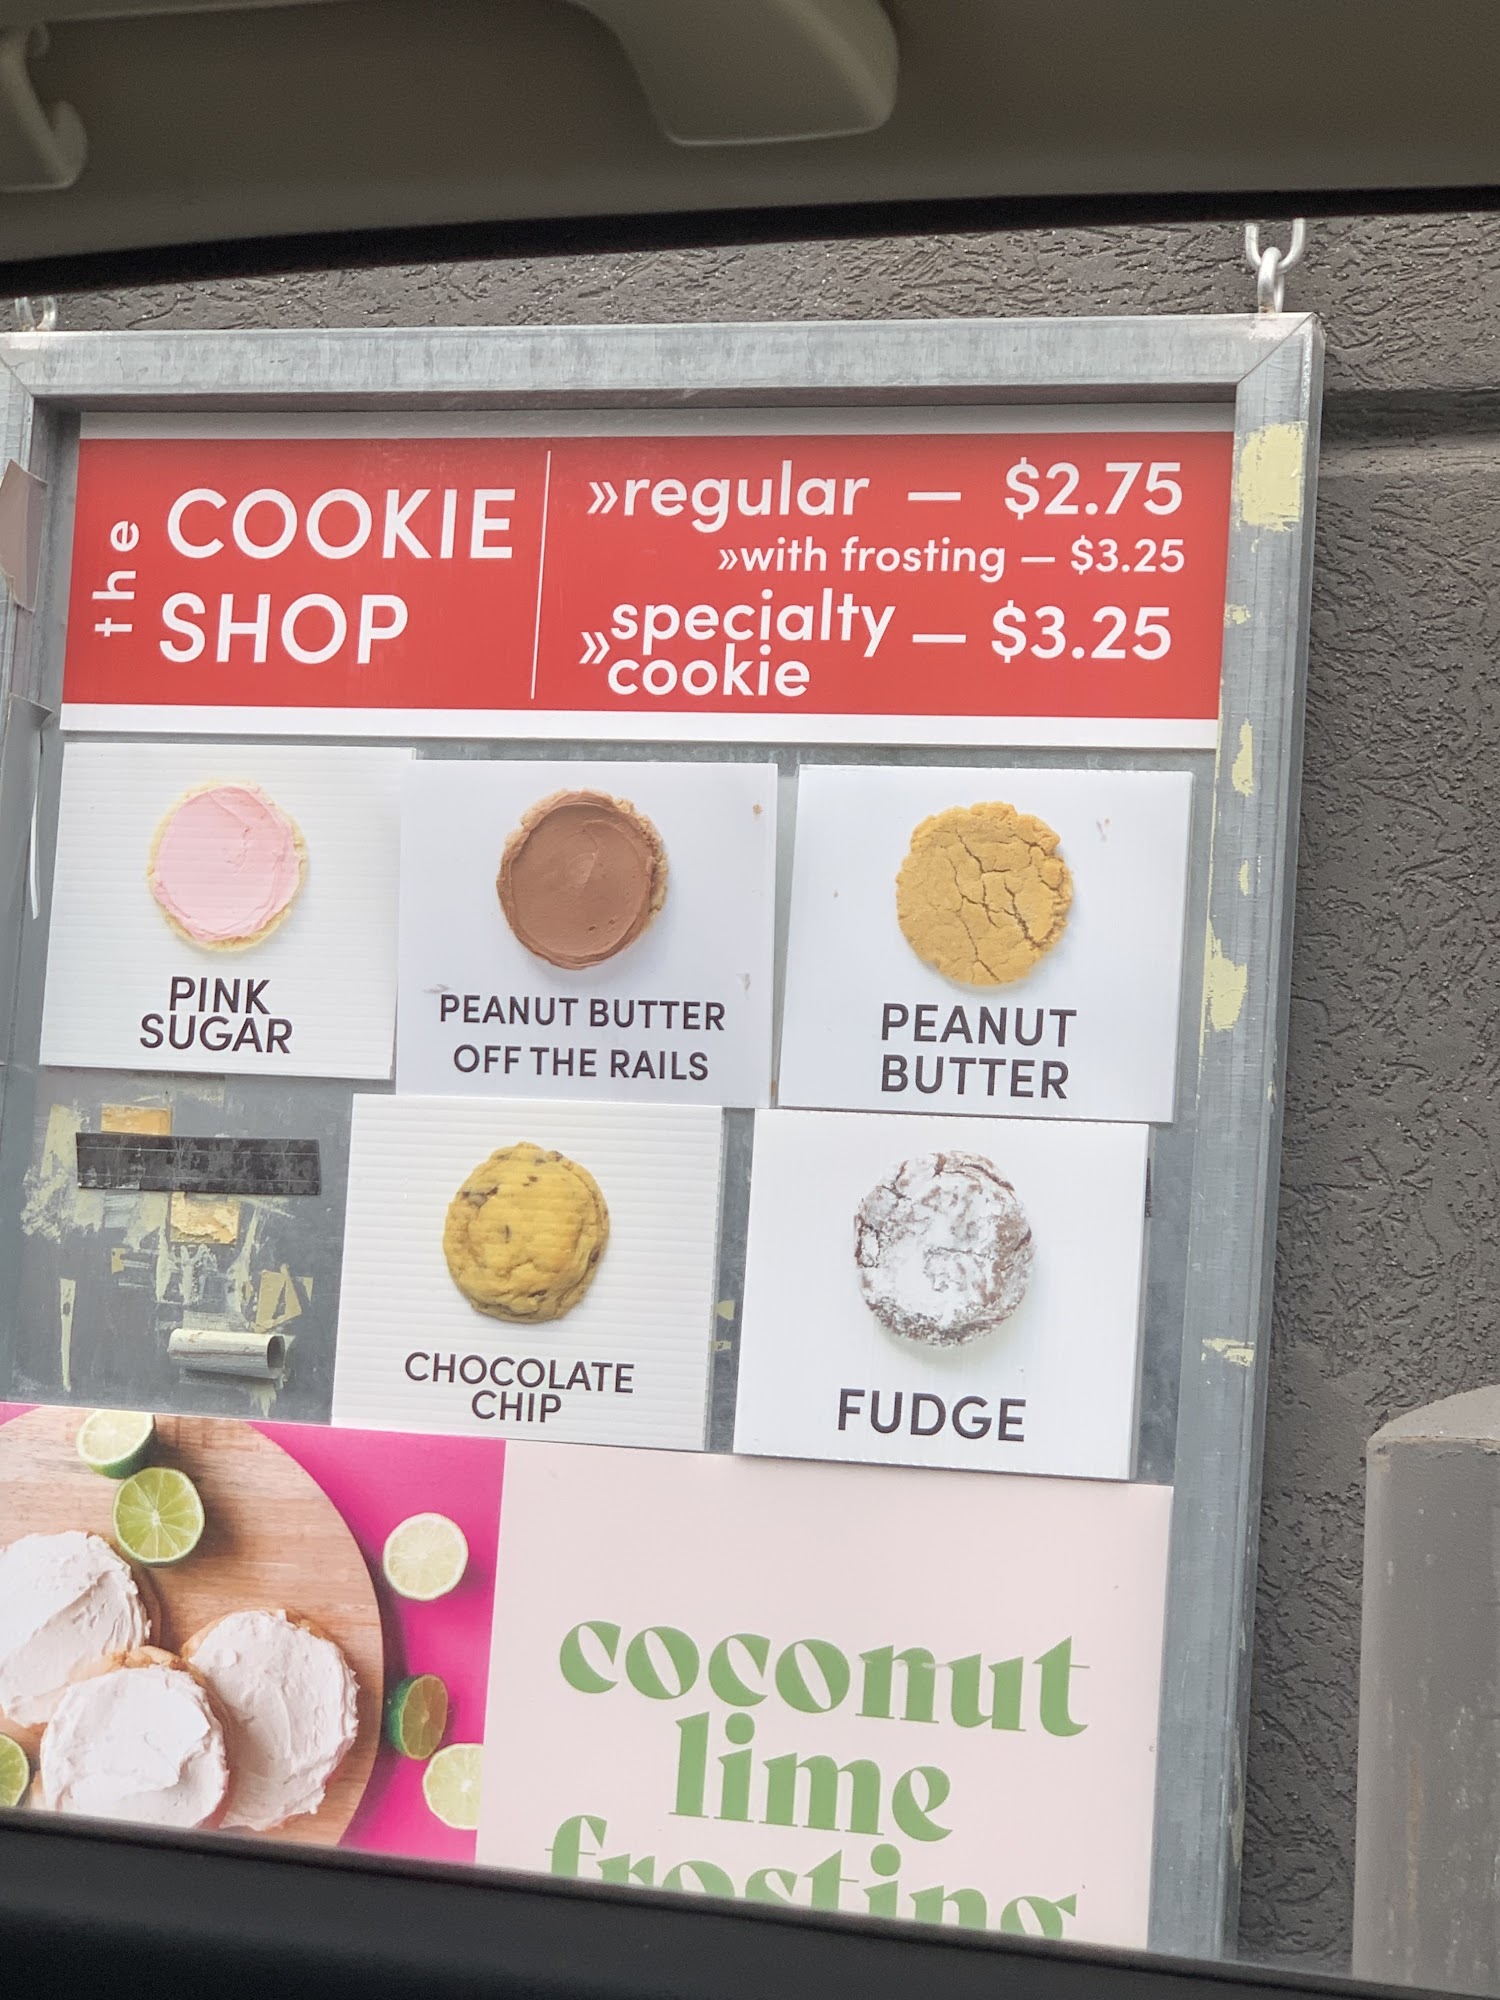 the
COOKIE
SHOP
»regular — $2.75
»with frosting — $3.25
»specialty — $3.25
cookie
PINK
SUGAR
PEANUT BUTTER
OFF THE RAILS
PEANUT
BUTTER
CHOCOLATE
CHIP
FUDGE
coconut
lime
frosting